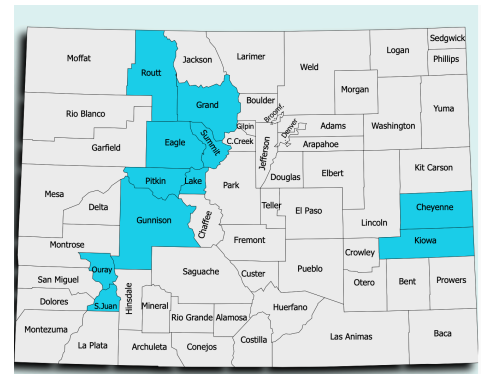 Sedgwick
Logan
Moffat
Jackson
Larimer
Phillips
Weld
Routt
Morgan
Grand
Boulder
Yuma
Rio Blanco
Broomf.
Gilpin
Denver
Adams
Washington
Eagle
Summit
C.Creek
Arapahoe
Garfield
Jefferson
Kit Carson
Pitkin
Lake
Park
Douglas
Elbert
Mesa
Delta
Teller
El Paso
Cheyenne
Gunnison
Chaffee
Lincoln
Montrose
Fremont
Kiowa
Crowley
Ouray
Saguache
Custer
Pueblo
San Miguel
Otero
Bent
Prowers
Dolores
S.Juan
Hinsdale
Mineral
Huerfano
Rio Grande
Alamosa
Montezuma
Costilla
Las Animas
Baca
La Plata
Archuleta
Conejos